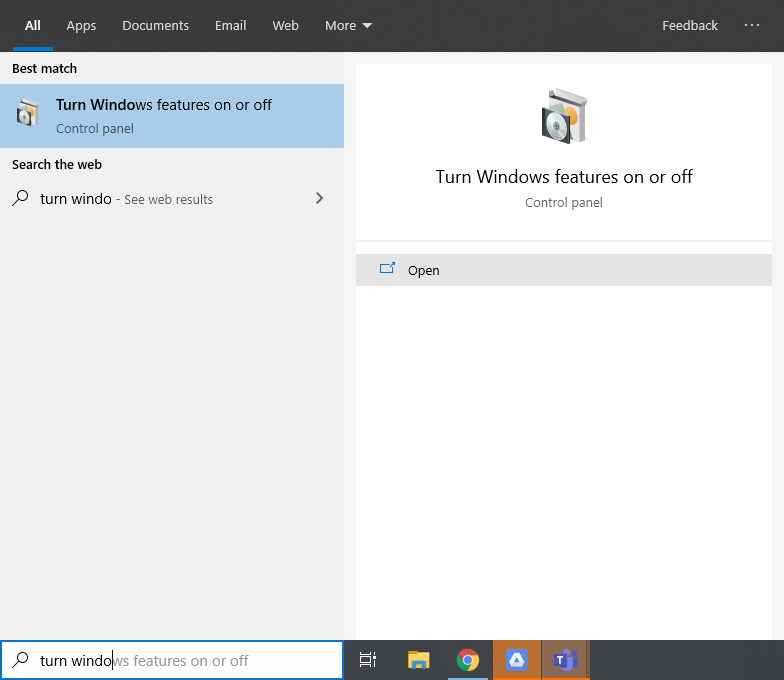 All Apps Documents Email Web More Feedback ···
Best match
Turn Windows features on or off
Control panel
Search the web
turn windo - See web results
Turn Windows features on or off
Control panel
Open
turn windows features on or off
T